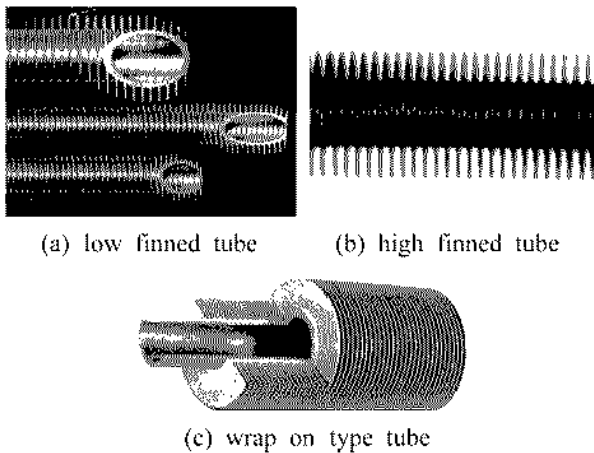 (a) low finned tube
(b) high finned tube
(c) wrap on type tube